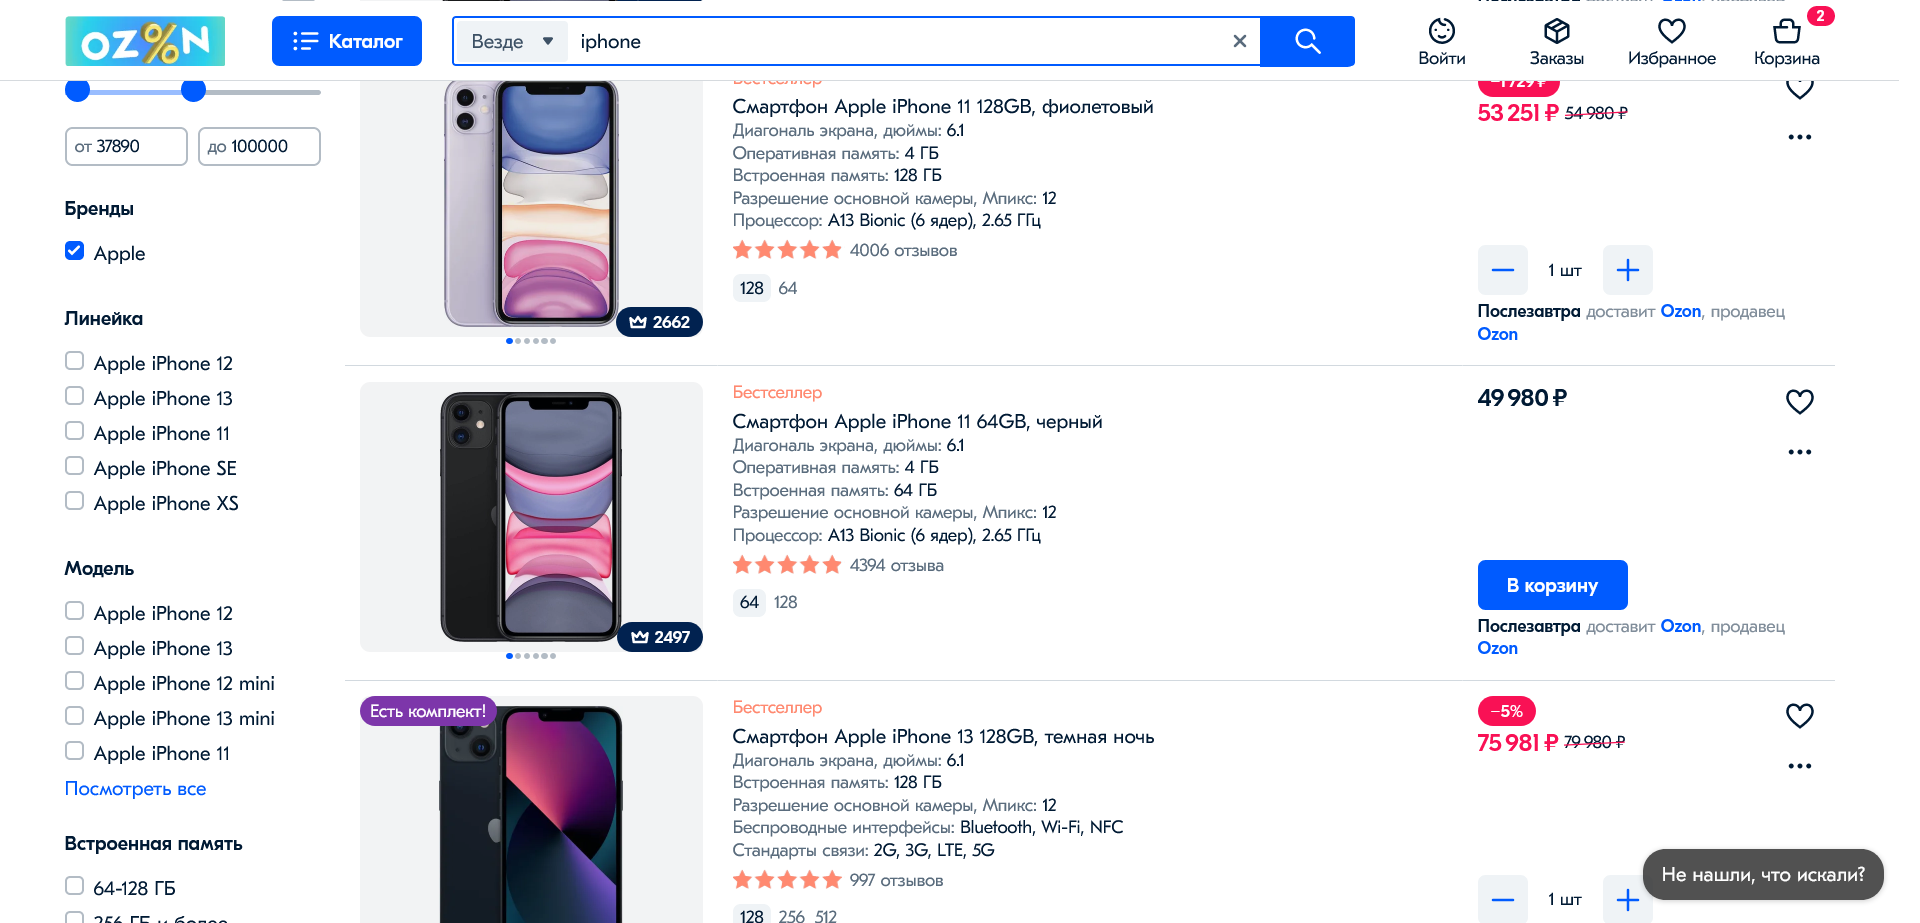 OZON
Каталог
Везде
iphone
Войти
Заказы
Избранное
2
Корзина
от 37890
до 100000
Бренды
Apple
Линейка
Apple iPhone 12
Apple iPhone 13
Apple iPhone 11
Apple iPhone SE
Apple iPhone XS
Модель
Apple iPhone 12
Apple iPhone 13
Apple iPhone 12 mini
Apple iPhone 13 mini
Apple iPhone 11
Посмотреть все
Встроенная память
64-128 ГБ
256 ГБ и более
2662
Бестселлер
Смартфон Apple iPhone 11 128GB, фиолетовый
Диагональ экрана, дюймы: 6.1
Оперативная память: 4 ГБ
Встроенная память: 128 ГБ
Разрешение основной камеры, Мпикс: 12
Процессор: A13 Bionic (6 ядер), 2.65 ГГц
4006 отзывов
128 64
−1 729 ₽
53 251 ₽ 54 980 ₽
1 шт
Послезавтра доставит Ozon, продавец
Ozon
2497
Бестселлер
Смартфон Apple iPhone 11 64GB, черный
Диагональ экрана, дюймы: 6.1
Оперативная память: 4 ГБ
Встроенная память: 64 ГБ
Разрешение основной камеры, Мпикс: 12
Процессор: A13 Bionic (6 ядер), 2.65 ГГц
4394 отзыва
64 128
49 980 ₽
В корзину
Послезавтра доставит Ozon, продавец
Ozon
Есть комплект!
Бестселлер
Смартфон Apple iPhone 13 128GB, темная ночь
Диагональ экрана, дюймы: 6.1
Встроенная память: 128 ГБ
Разрешение основной камеры, Мпикс: 12
Беспроводные интерфейсы: Bluetooth, Wi-Fi, NFC
Стандарты связи: 2G, 3G, LTE, 5G
997 отзывов
128 256 512
−5%
75 981 ₽ 79 980 ₽
1 шт
Не нашли, что искали?